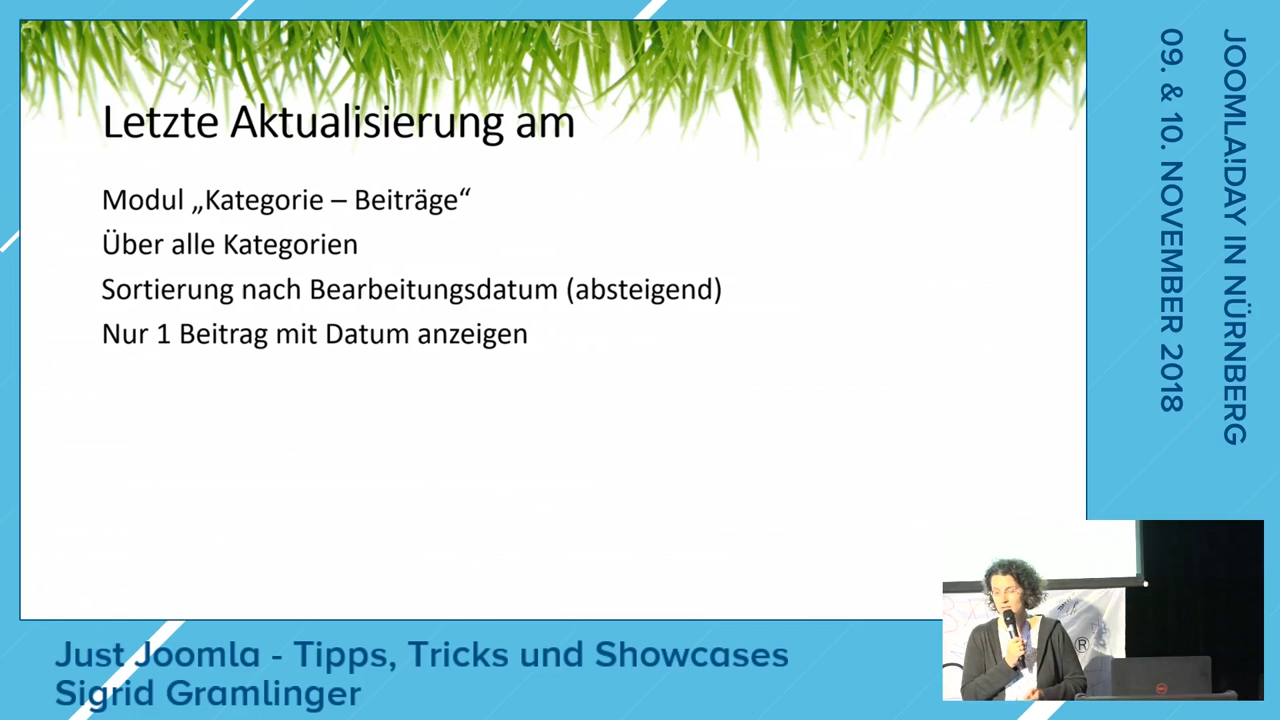 Letzte Aktualisierung am
Modul „Kategorie – Beiträge“
Über alle Kategorien
Sortierung nach Bearbeitungsdatum (absteigend)
Nur 1 Beitrag mit Datum anzeigen
JOOMLA!DAY IN NÜRNBERG
09. & 10. NOVEMBER 2018
Just Joomla - Tipps, Tricks und Showcases
Sigrid Gramlinger